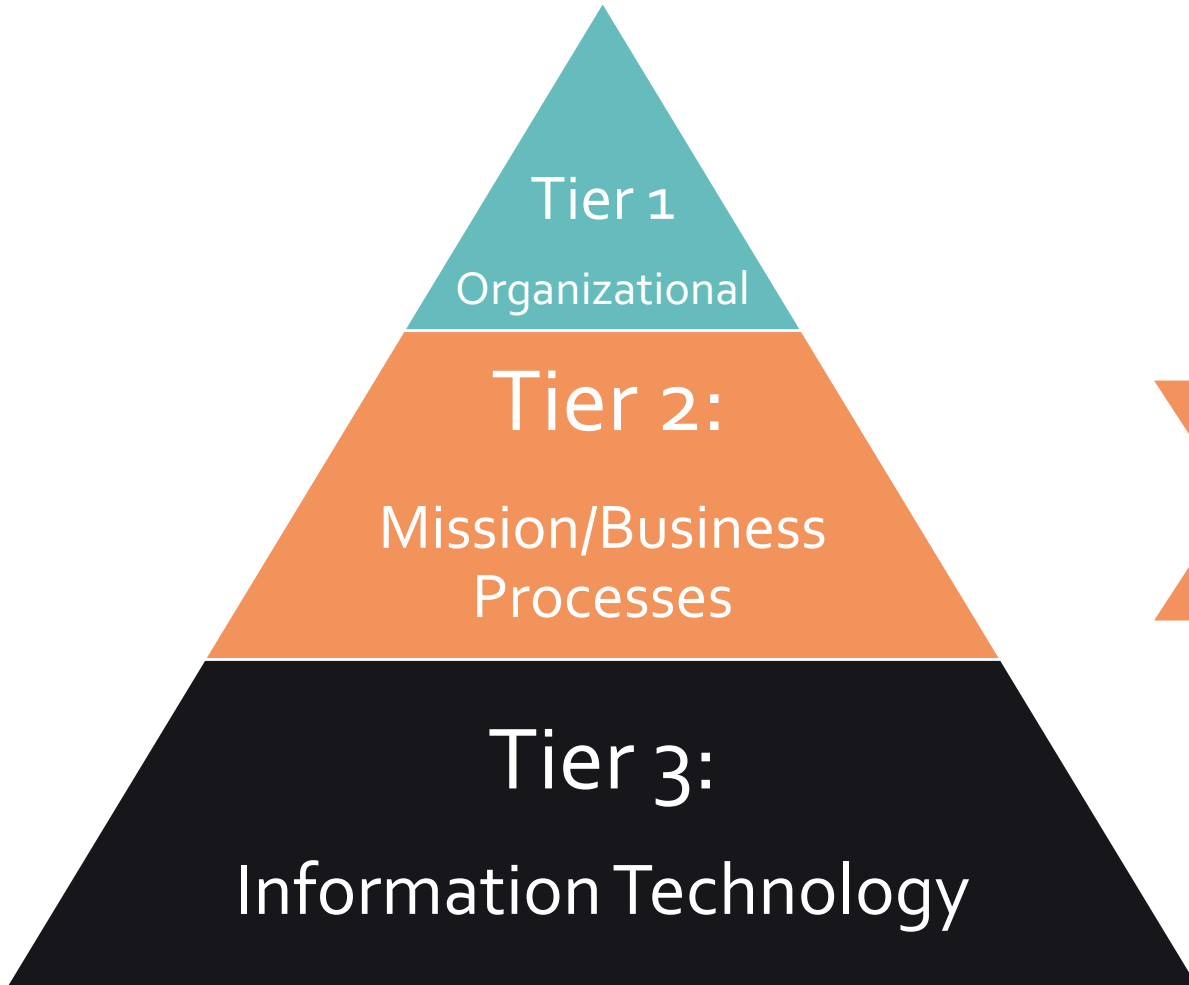 Tier 1
Organizational
Tier 2:
Mission/Business
Processes
Tier 3:
Information Technology